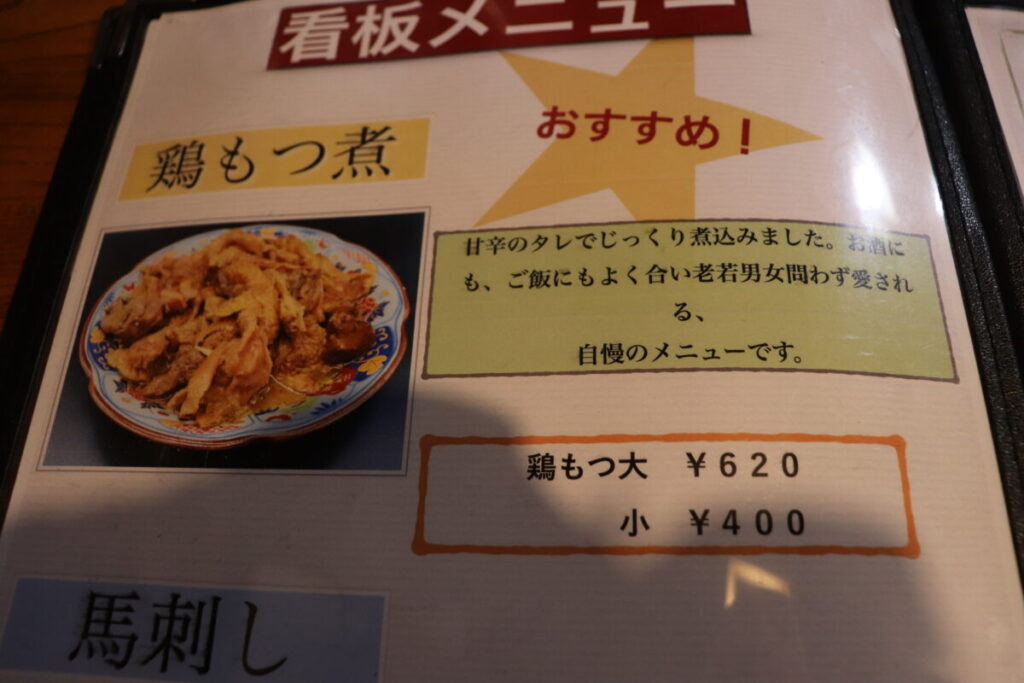 看板メニュー
おすすめ！
鶏もつ煮
甘辛のタレでじっくり煮込みました。お酒に
も、ご飯にもよく合い老若男女問わず愛され
る、
自慢のメニューです。
鶏もつ大　￥６２０
小　￥４００
馬刺し